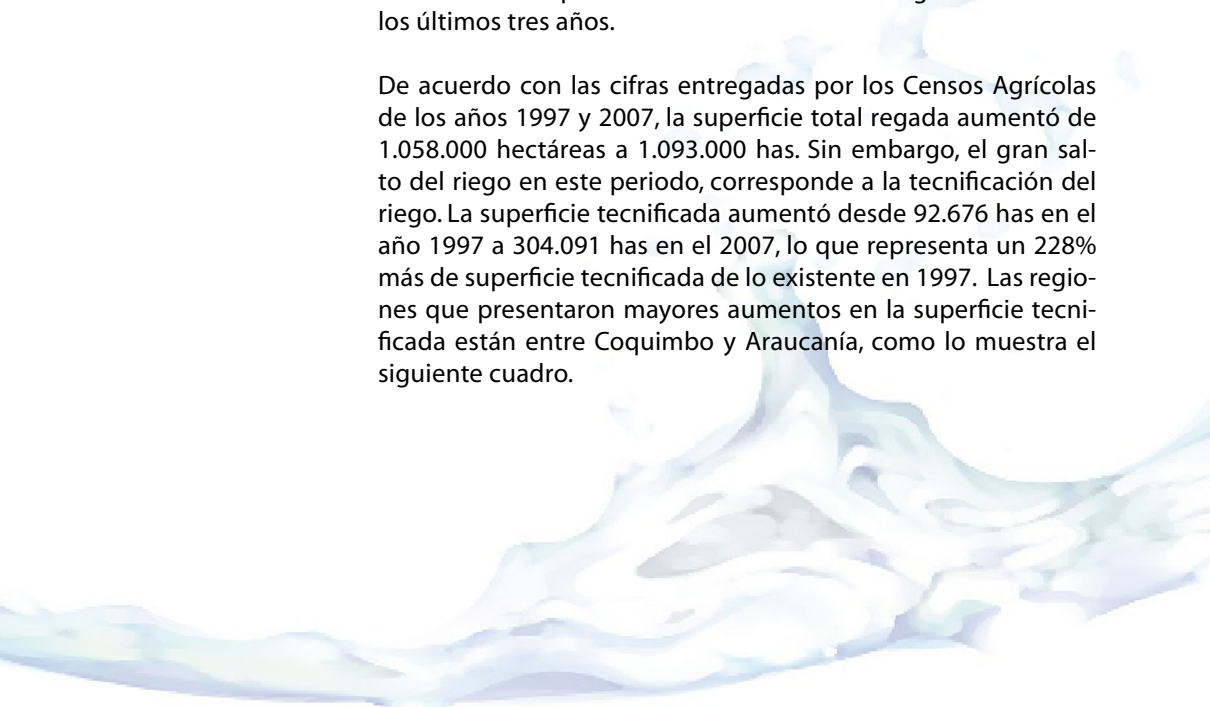 los últimos tres años.
De acuerdo con las cifras entregadas por los Censos Agrícolas
de los años 1997 y 2007, la superficie total regada aumentó de
1.058.000 hectáreas a 1.093.000 has. Sin embargo, el gran sal-
to del riego en este periodo, corresponde a la tecnificación del
riego. La superficie tecnificada aumentó desde 92.676 has en el
año 1997 a 304.091 has en el 2007, lo que representa un 228%
más de superficie tecnificada de lo existente en 1997. Las regio-
nes que presentaron mayores aumentos en la superficie tecni-
ficada están entre Coquimbo y Araucanía, como lo muestra el
siguiente cuadro.